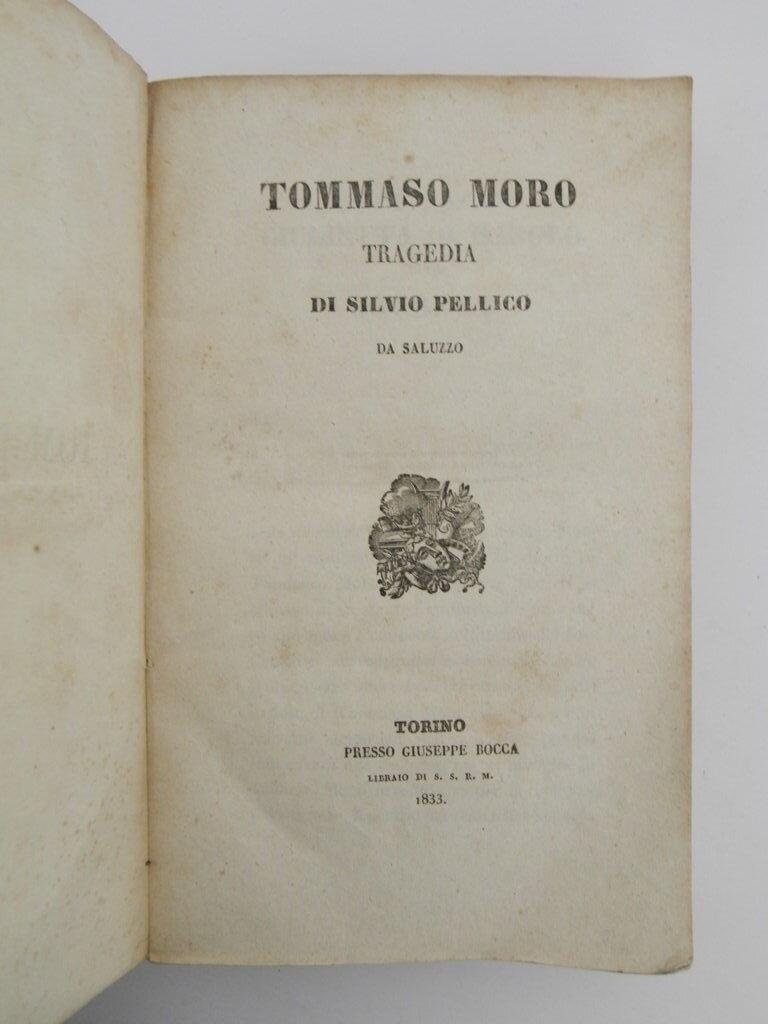 TOMMASO MORO
TRAGEDIA
DI SILVIO PELLICO
DA SALUZZO
TORINO
PRESSO GIUSEPPE BOCCA
LIBRAIO DI S. S. R. M.
1833.